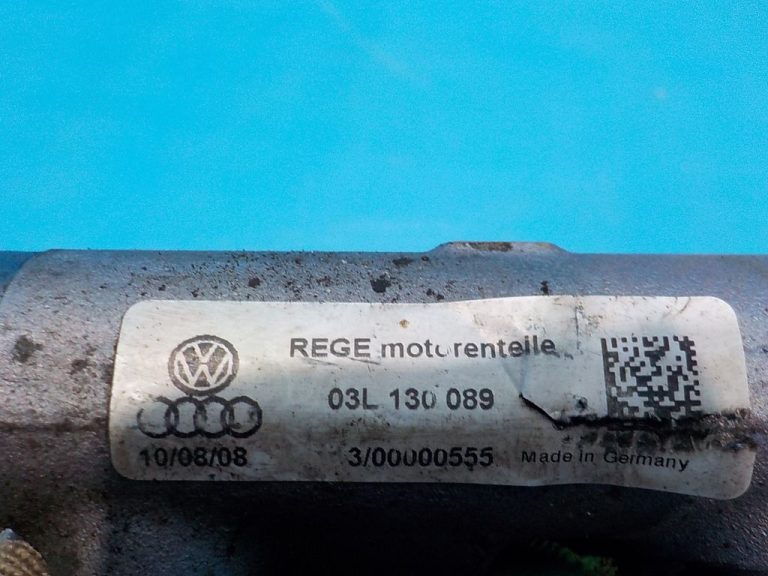 REGE motorenteile
03L 130 089
10/08/08
3/00000555
Made in Germany